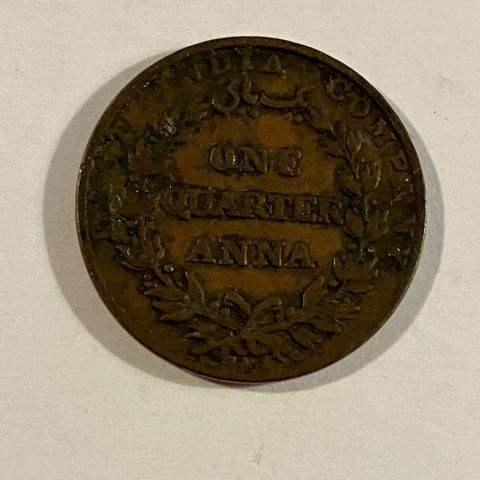 EAST INDIA COMPANY
یک پای
ONE
QUARTER
ANNA